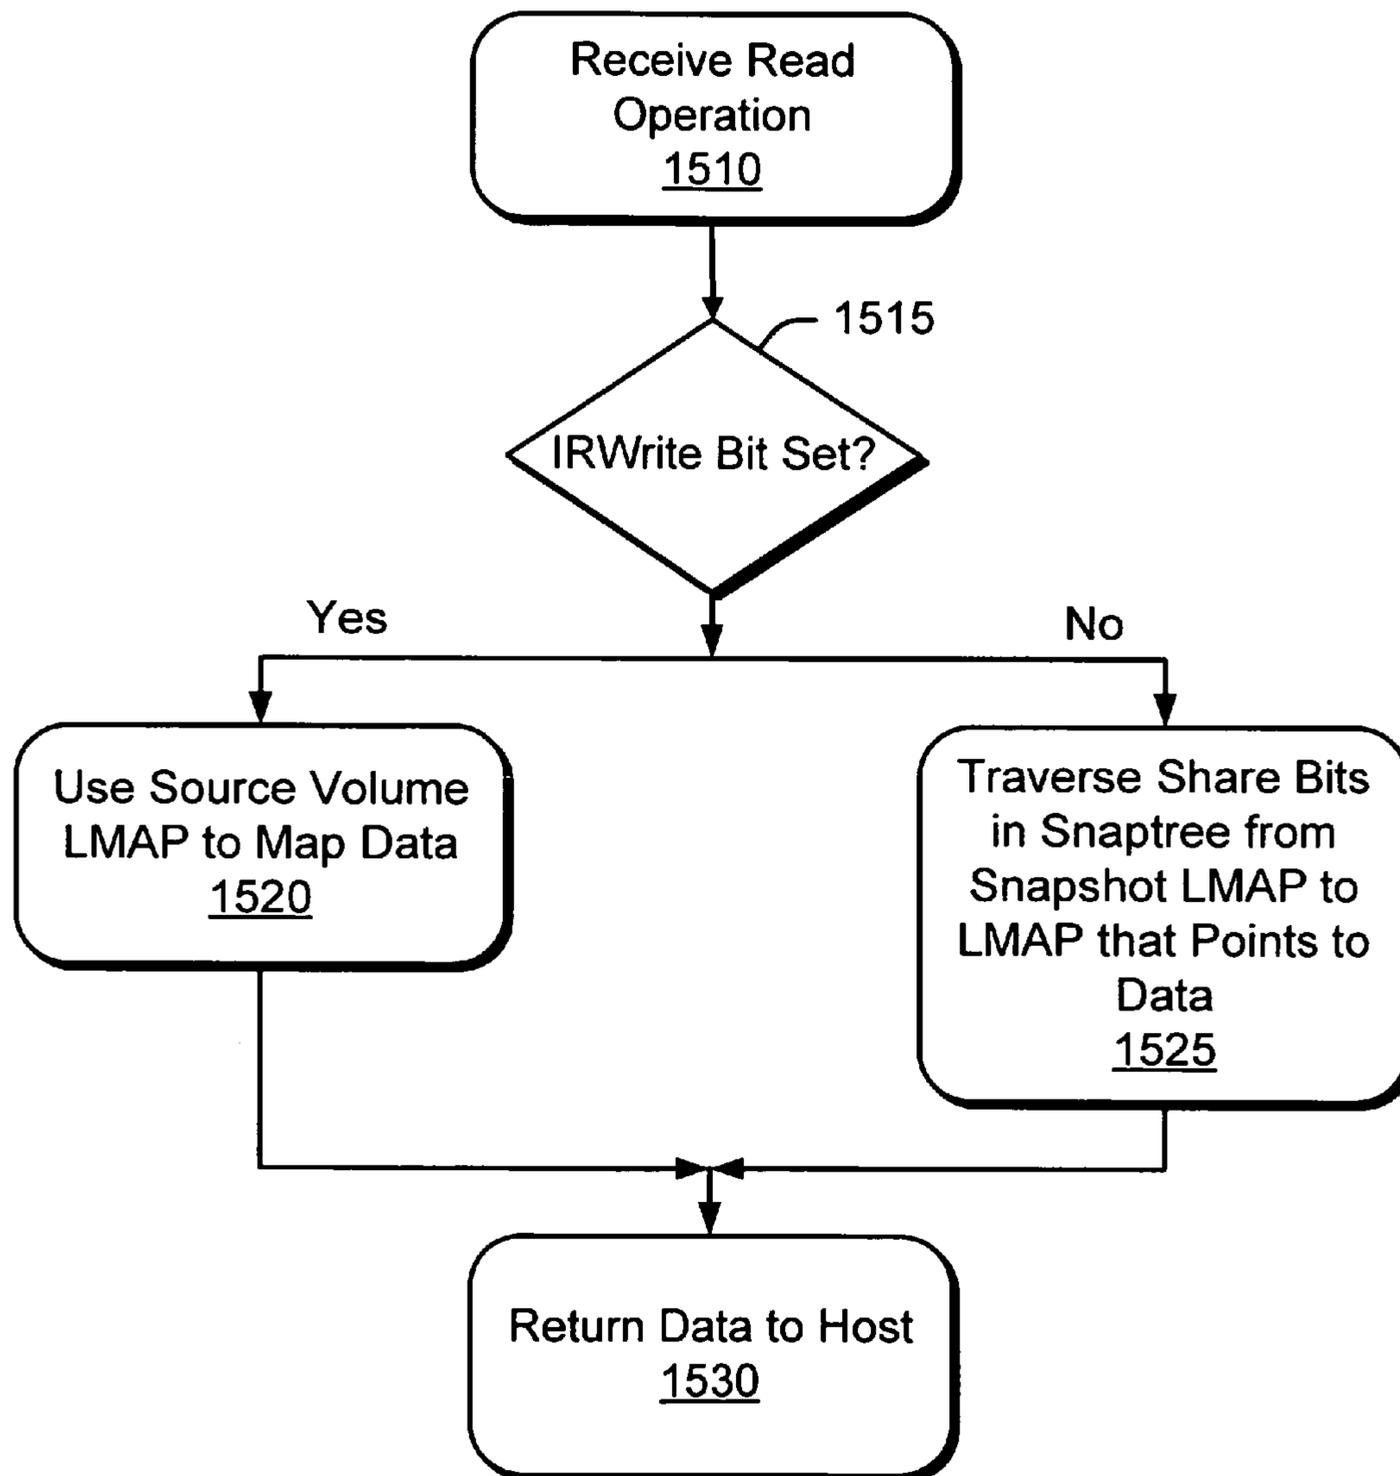 Receive Read
Operation
1510
1515
IRWrite Bit Set?
Yes
No
Use Source Volume
LMAP to Map Data
1520
Traverse Share Bits
in Snaptree from
Snapshot LMAP to
LMAP that Points to
Data
1525
Return Data to Host
1530